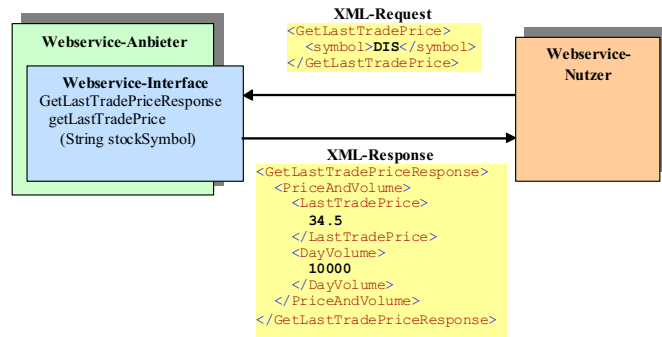 XML-Request
<GetLastTradePrice>
<symbol>DIS</symbol>
</GetLastTradePrice>
Webservice-Anbieter
Webservice-Interface
GetLastTradePriceResponse
getLastTradePrice
(String stockSymbol)
Webservice-
Nutzer
XML-Response
<GetLastTradePriceResponse>
<PriceAndVolume>
<LastTradePrice>
34.5
</LastTradePrice>
<DayVolume>
10000
</DayVolume>
</PriceAndVolume>
</GetLastTradePriceResponse>